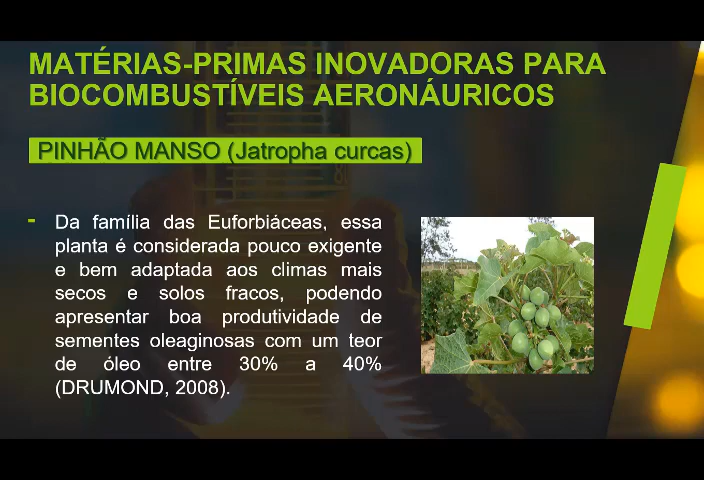 MATÉRIAS-PRIMAS INOVADORAS PARA
BIOCOMBUSTÍVEIS AERONÁURICOS
PINHÃO MANSO (Jatropha curcas)
- Da família das Euforbiáceas, essa
planta é considerada pouco exigente
e bem adaptada aos climas mais
secos e solos fracos, podendo
apresentar boa produtividade de
sementes oleaginosas com um teor
de óleo entre 30% a 40%
(DRUMOND, 2008).